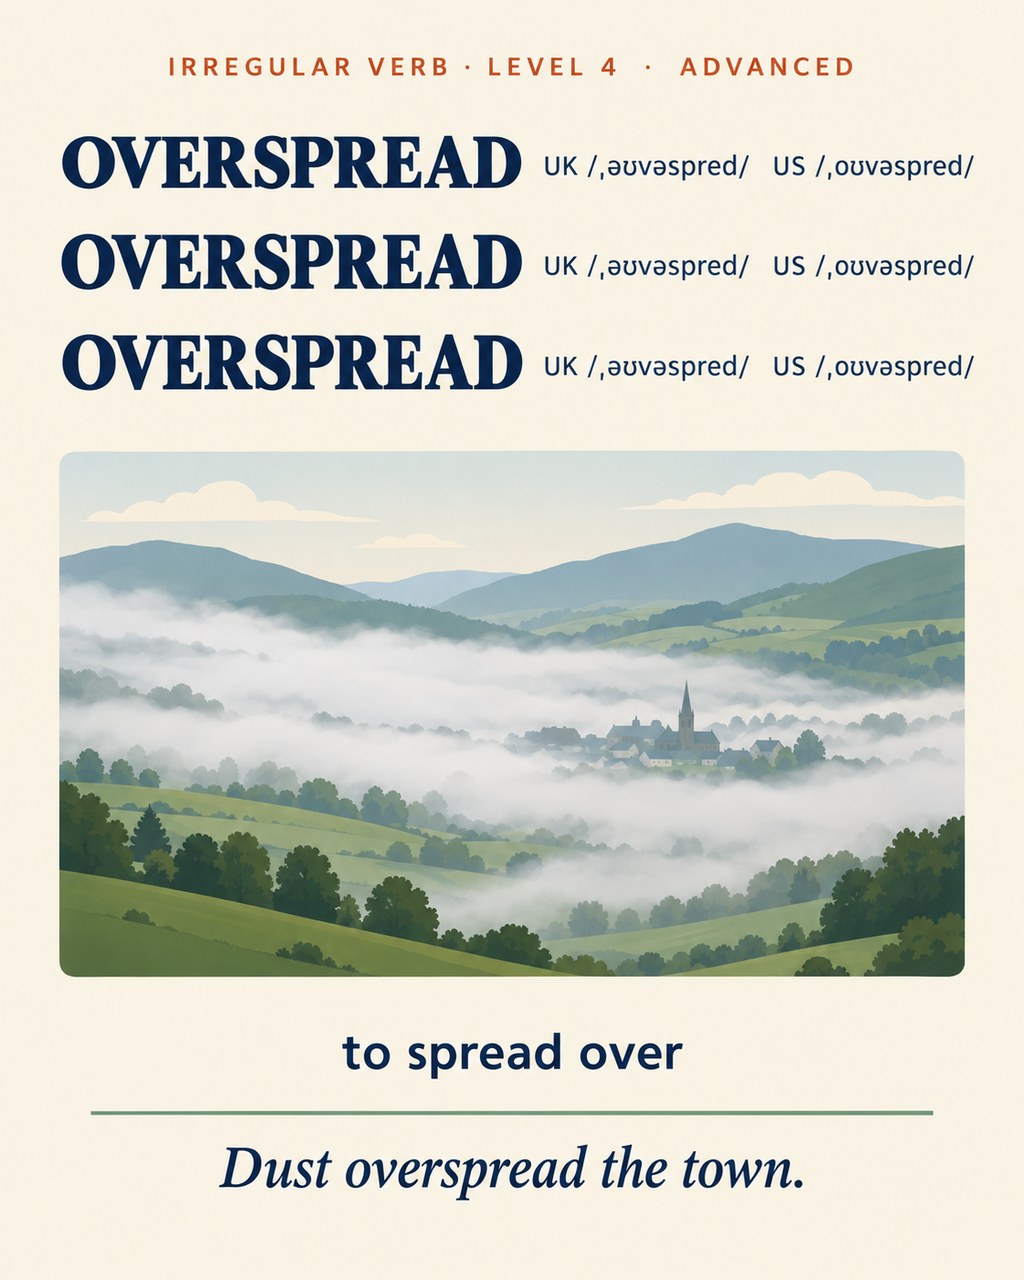 IRREGULAR VERB · LEVEL 4 · ADVANCED
OVERSPREAD UK /ˌəʊvəspred/ US /ˌoʊvəspred/
OVERSPREAD UK /ˌəʊvəspred/ US /ˌoʊvəspred/
OVERSPREAD UK /ˌəʊvəspred/ US /ˌoʊvəspred/
to spread over
Dust overspread the town.